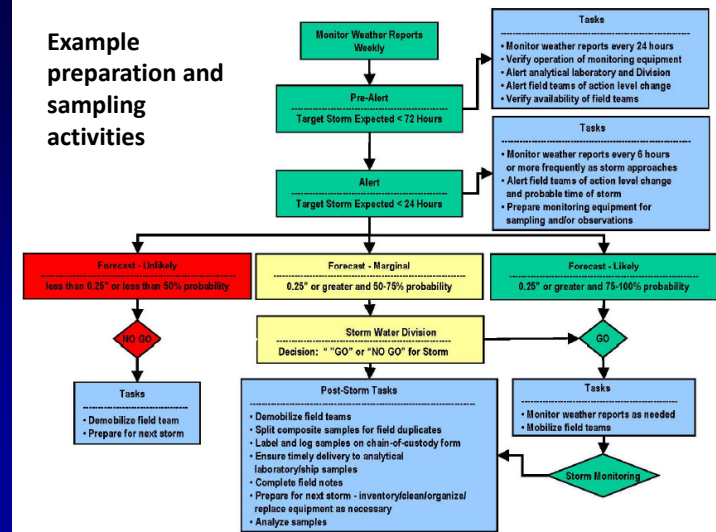 Example
preparation and
sampling
activities
Monitor Weather Reports
Weekly
Pre-Alert
Target Storm Expected < 72 Hours
Tasks
• Monitor weather reports every 24 hours
• Verify operation of monitoring equipment
• Alert analytical laboratory and Division
• Alert field teams of action level change
• Verify availability of field teams
Alert
Target Storm Expected < 24 Hours
Tasks
• Monitor weather reports every 6 hours
or more frequently as storm approaches
• Alert field teams of action level change
and probable time of storm
• Prepare monitoring equipment for
sampling and/or observations
Forecast - Unlikely
less than 0.25" or less than 50% probability
Forecast - Marginal
0.25" or greater and 50-75% probability
Forecast - Likely
0.25" or greater and 75-100% probability
NO GO
Storm Water Division
Decision: " "GO" or "NO GO" for Storm
GO
Tasks
• Demobilize field team
• Prepare for next storm
Post-Storm Tasks
• Demobilize field teams
• Split composite samples for field duplicates
• Label and log samples on chain-of-custody form
• Ensure timely delivery to analytical
laboratory/ship samples
• Complete field notes
• Prepare for next storm - inventory/clean/organize/
replace equipment as necessary
• Analyze samples
Tasks
• Monitor weather reports as needed
• Mobilize field teams
Storm Monitoring